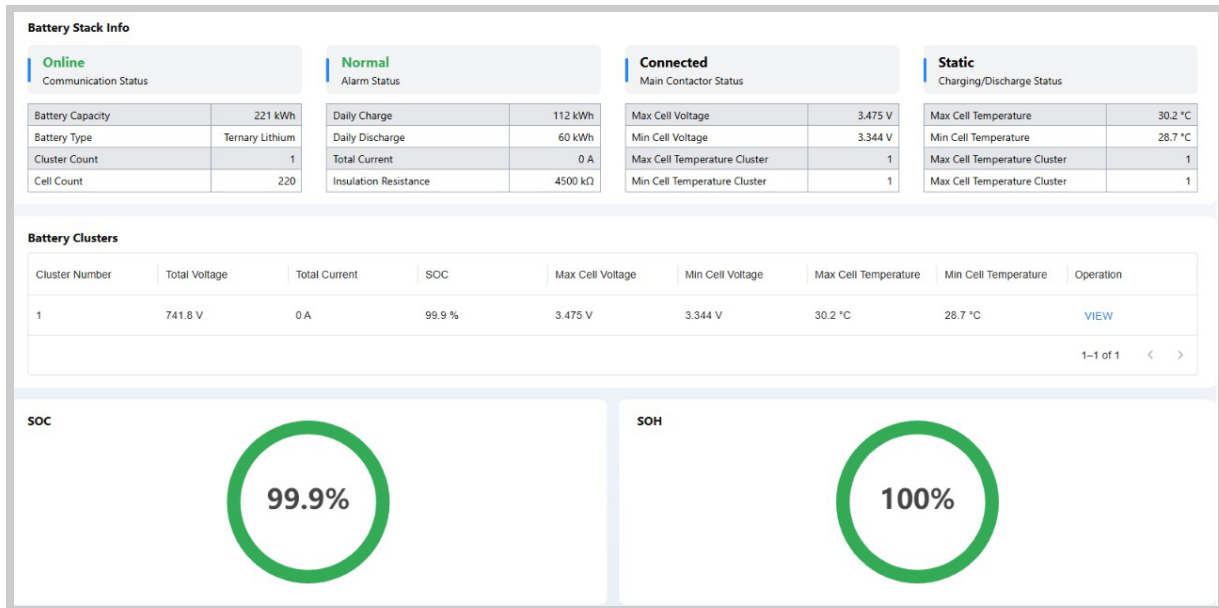 Battery Stack Info
Online
Communication Status
Normal
Alarm Status
Connected
Main Contactor Status
Static
Charging/Discharge Status
Battery Capacity 221 kWh
Battery Type Ternary Lithium
Cluster Count 1
Cell Count 220
Daily Charge 112 kWh
Daily Discharge 60 kWh
Total Current 0 A
Insulation Resistance 4500 kΩ
Max Cell Voltage 3.475 V
Min Cell Voltage 3.344 V
Max Cell Temperature Cluster 1
Min Cell Temperature Cluster 1
Max Cell Temperature 30.2 °C
Min Cell Temperature 28.7 °C
Max Cell Temperature Cluster 1
Max Cell Temperature Cluster 1
Battery Clusters
Cluster Number Total Voltage Total Current SOC Max Cell Voltage Min Cell Voltage Max Cell Temperature Min Cell Temperature Operation
1 741.8 V 0 A 99.9 % 3.475 V 3.344 V 30.2 °C 28.7 °C VIEW
1–1 of 1 < >
SOC
99.9%
SOH
100%